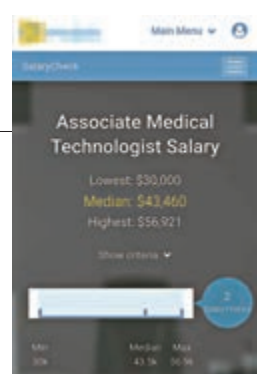 Main Menu
SalaryCheck
Associate Medical
Technologist Salary
Lowest: $30,000
Median: $43,460
Highest: $56,921
Show criteria
2
Min Median Max
30k 43.5k 56.9k